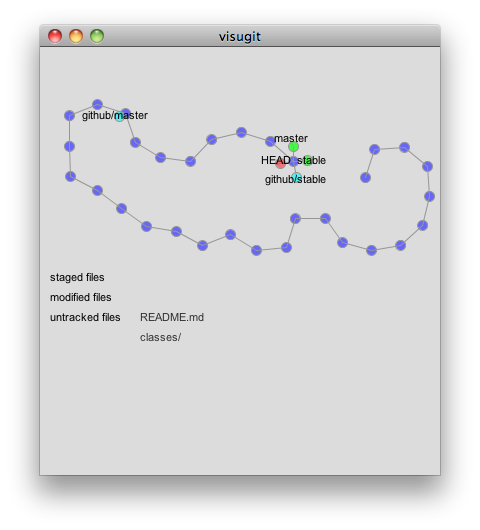 visugit
github/master
master
HEAD stable
github/stable
staged files
modified files
untracked files README.md
classes/